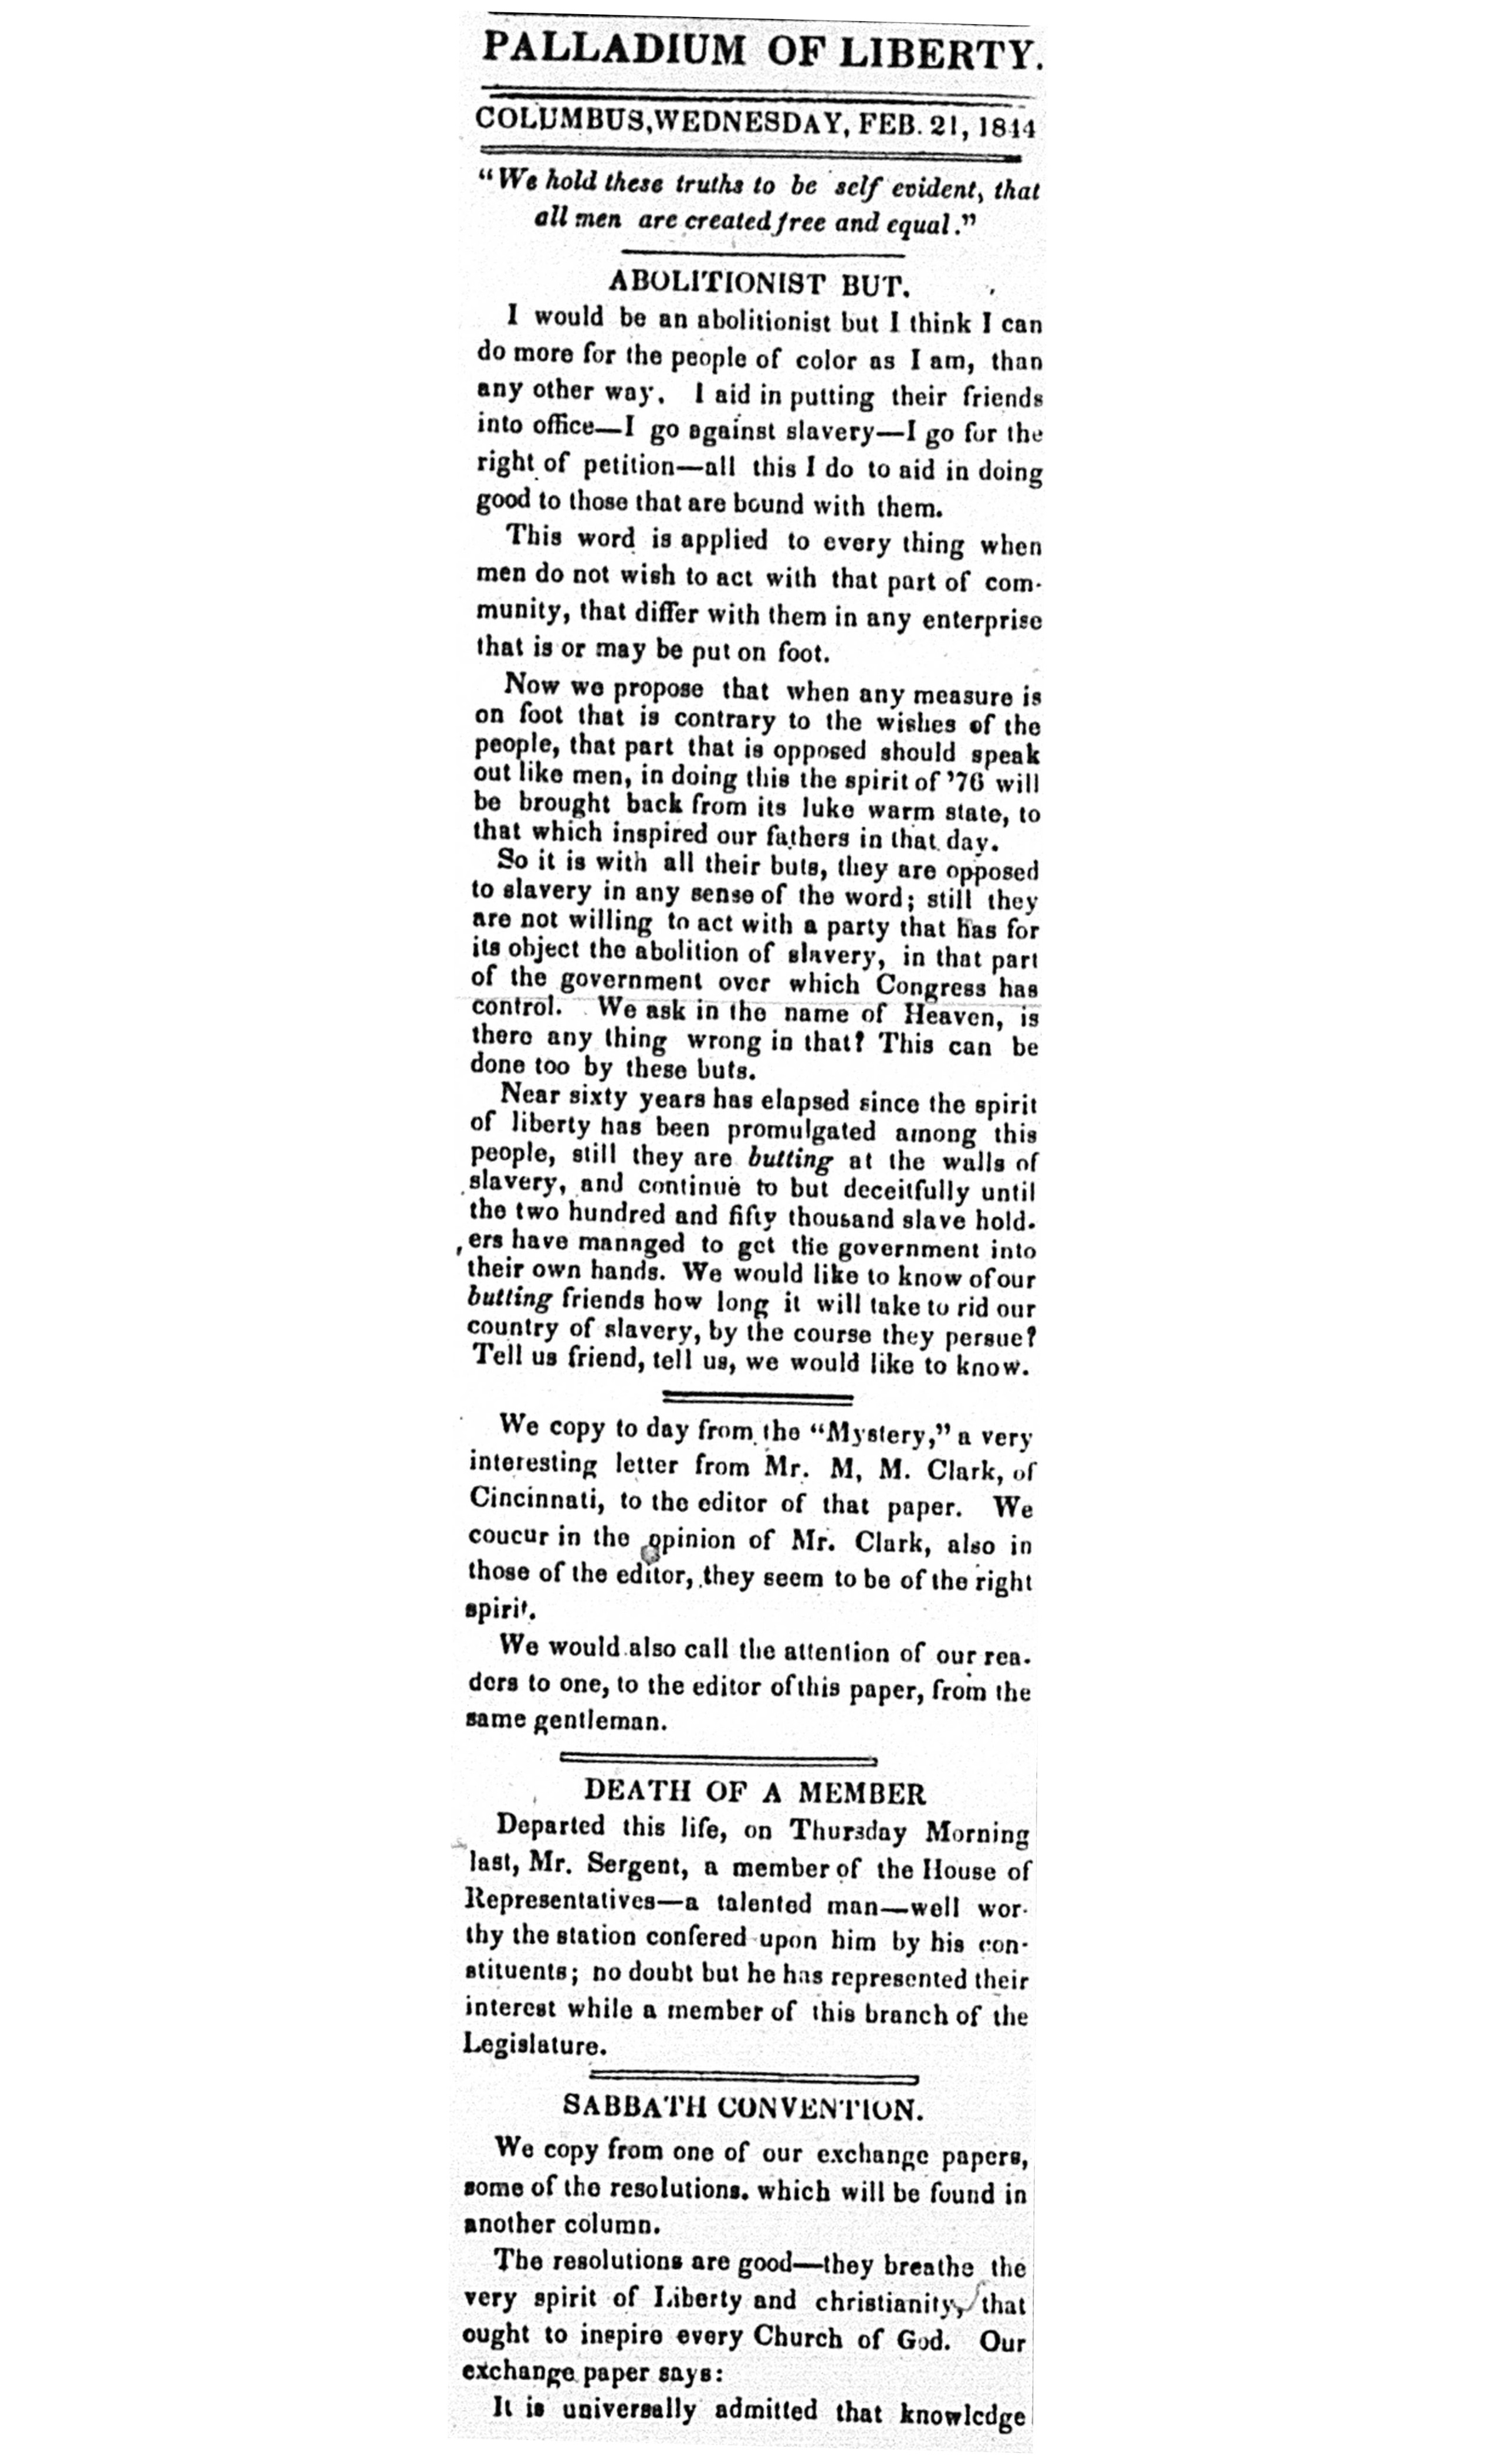 PALLADIUM OF LIBERTY.
COLUMBUS, WEDNESDAY, FEB. 21, 1844
"We hold these truths to be self evident, that
all men are created free and equal."
ABOLITIONIST BUT.
I would be an abolitionist but I think I can
do more for the people of color as I am, than
any other way. I aid in putting their friends
into office—I go against slavery—I go for the
right of petition—all this I do to aid in doing
good to those that are bound with them.
This word is applied to every thing when
men do not wish to act with that part of com-
munity, that differ with them in any enterprise
that is or may be put on foot.
Now we propose that when any measure is
on foot that is contrary to the wishes of the
people, that part that is opposed should speak
out like men, in doing this the spirit of '76 will
be brought back from its luke warm state, to
that which inspired our fathers in that day.
So it is with all their buts, they are opposed
to slavery in any sense of the word; still they
are not willing to act with a party that has for
its object the abolition of slavery, in that part
of the government over which Congress has
control. We ask in the name of Heaven, is
there any thing wrong in that? This can be
done too by these buts.
Near sixty years has elapsed since the spirit
of liberty has been promulgated among this
people, still they are butting at the walls of
slavery, and continue to but deceitfully until
the two hundred and fifty thousand slave hold-
ers have managed to get the government into
their own hands. We would like to know of our
butting friends how long it will take to rid our
country of slavery, by the course they persue?
Tell us friend, tell us, we would like to know.
We copy to day from the "Mystery," a very
interesting letter from Mr. M, M. Clark, of
Cincinnati, to the editor of that paper. We
coucur in the opinion of Mr. Clark, also in
those of the editor, they seem to be of the right
spirit.
We would also call the attention of our rea-
ders to one, to the editor of this paper, from the
same gentleman.
DEATH OF A MEMBER
Departed this life, on Thursday Morning
last, Mr. Sergent, a member of the House of
Representatives—a talented man—well wor-
thy the station confered upon him by his con-
stituents; no doubt but he has represented their
interest while a member of this branch of the
Legislature.
SABBATH CONVENTION.
We copy from one of our exchange papers,
some of the resolutions. which will be found in
another column.
The resolutions are good—they breathe the
very spirit of Liberty and christianity, that
ought to inspire every Church of God. Our
exchange paper says:
It is universally admitted that knowledge